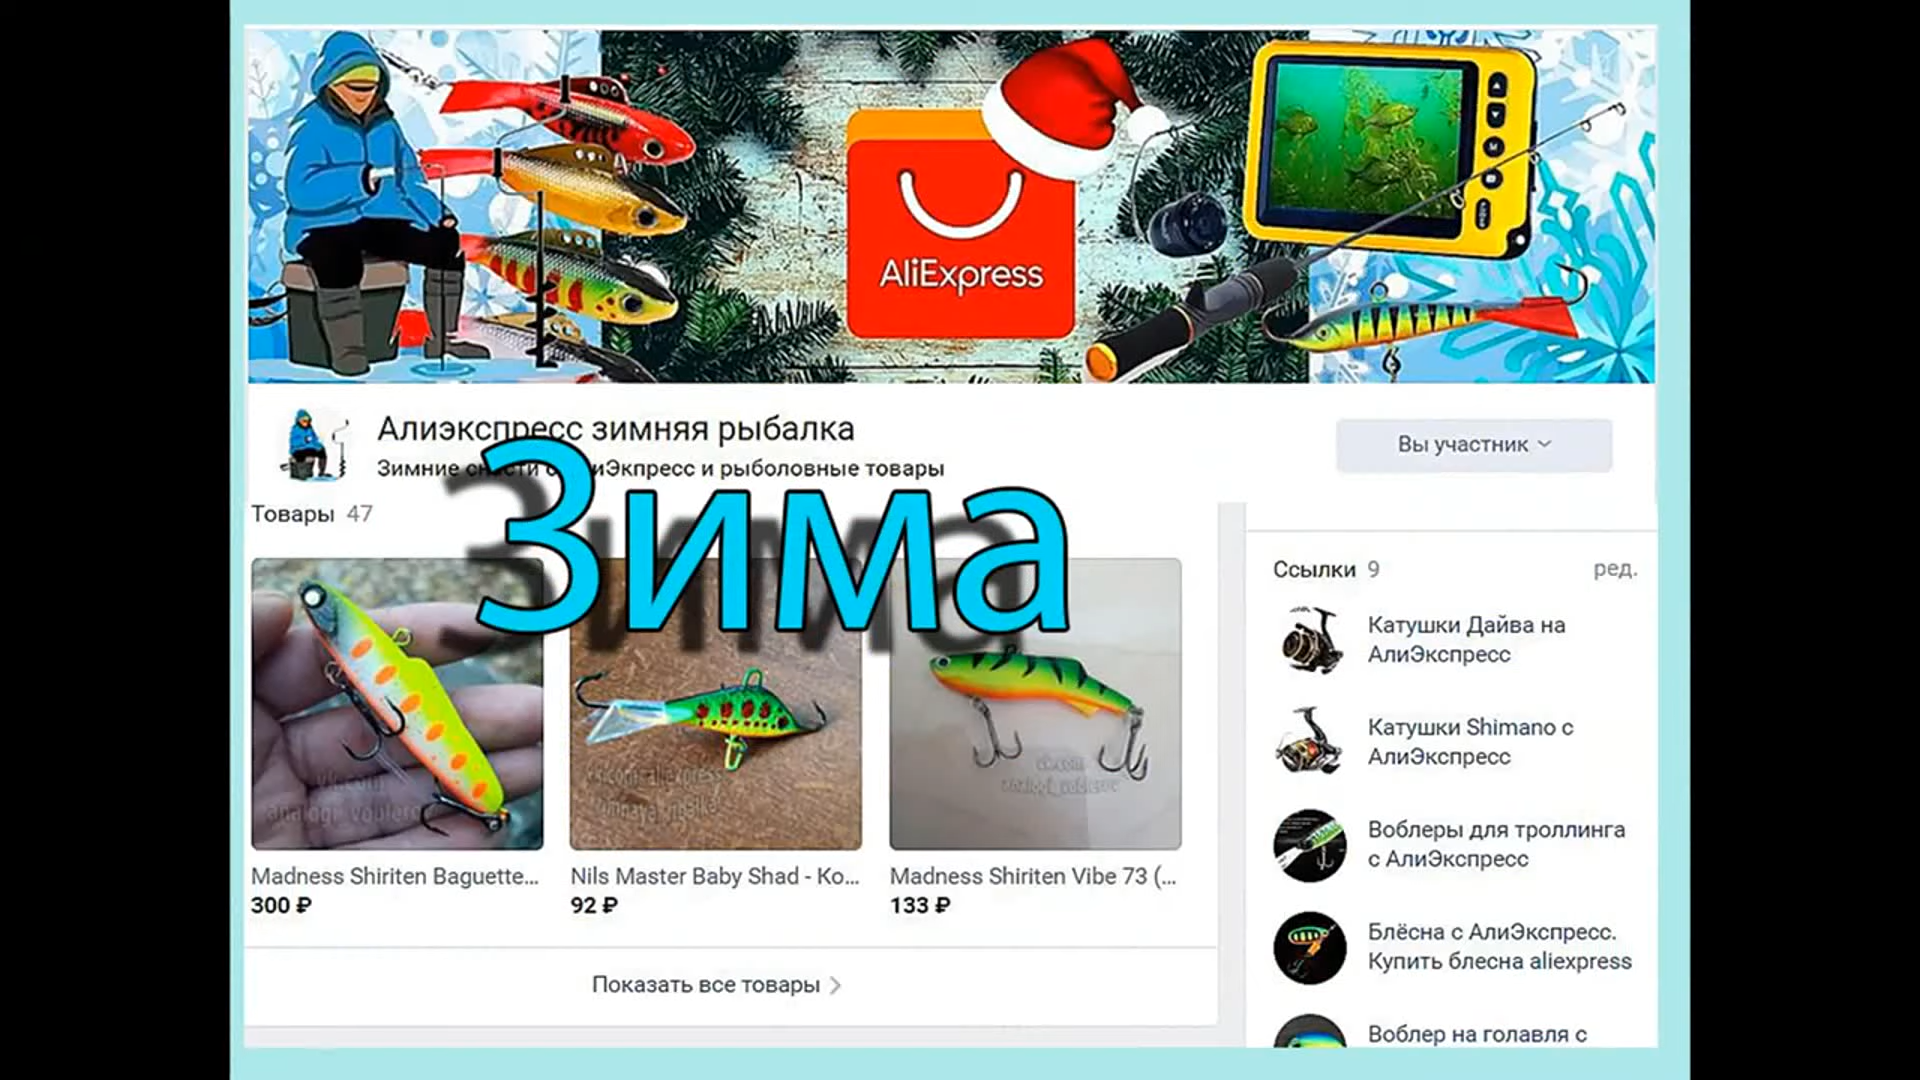 AliExpress
Алиэкспресс зимняя рыбалка
Зимние снасти с АлиЭкпресс и рыболовные товары
Вы участник
Зима
Товары 47
Madness Shiriten Baguette...
300 ₽
Nils Master Baby Shad - Ко...
92 ₽
Madness Shiriten Vibe 73 (...
133 ₽
Показать все товары
Ссылки 9
ред.
Катушки Дайва на
АлиЭкспресс
Катушки Shimano с
АлиЭкспресс
Воблеры для троллинга
с АлиЭкспресс
Блёсна с АлиЭкспресс.
Купить блесна aliexpress
Воблер на голавля с